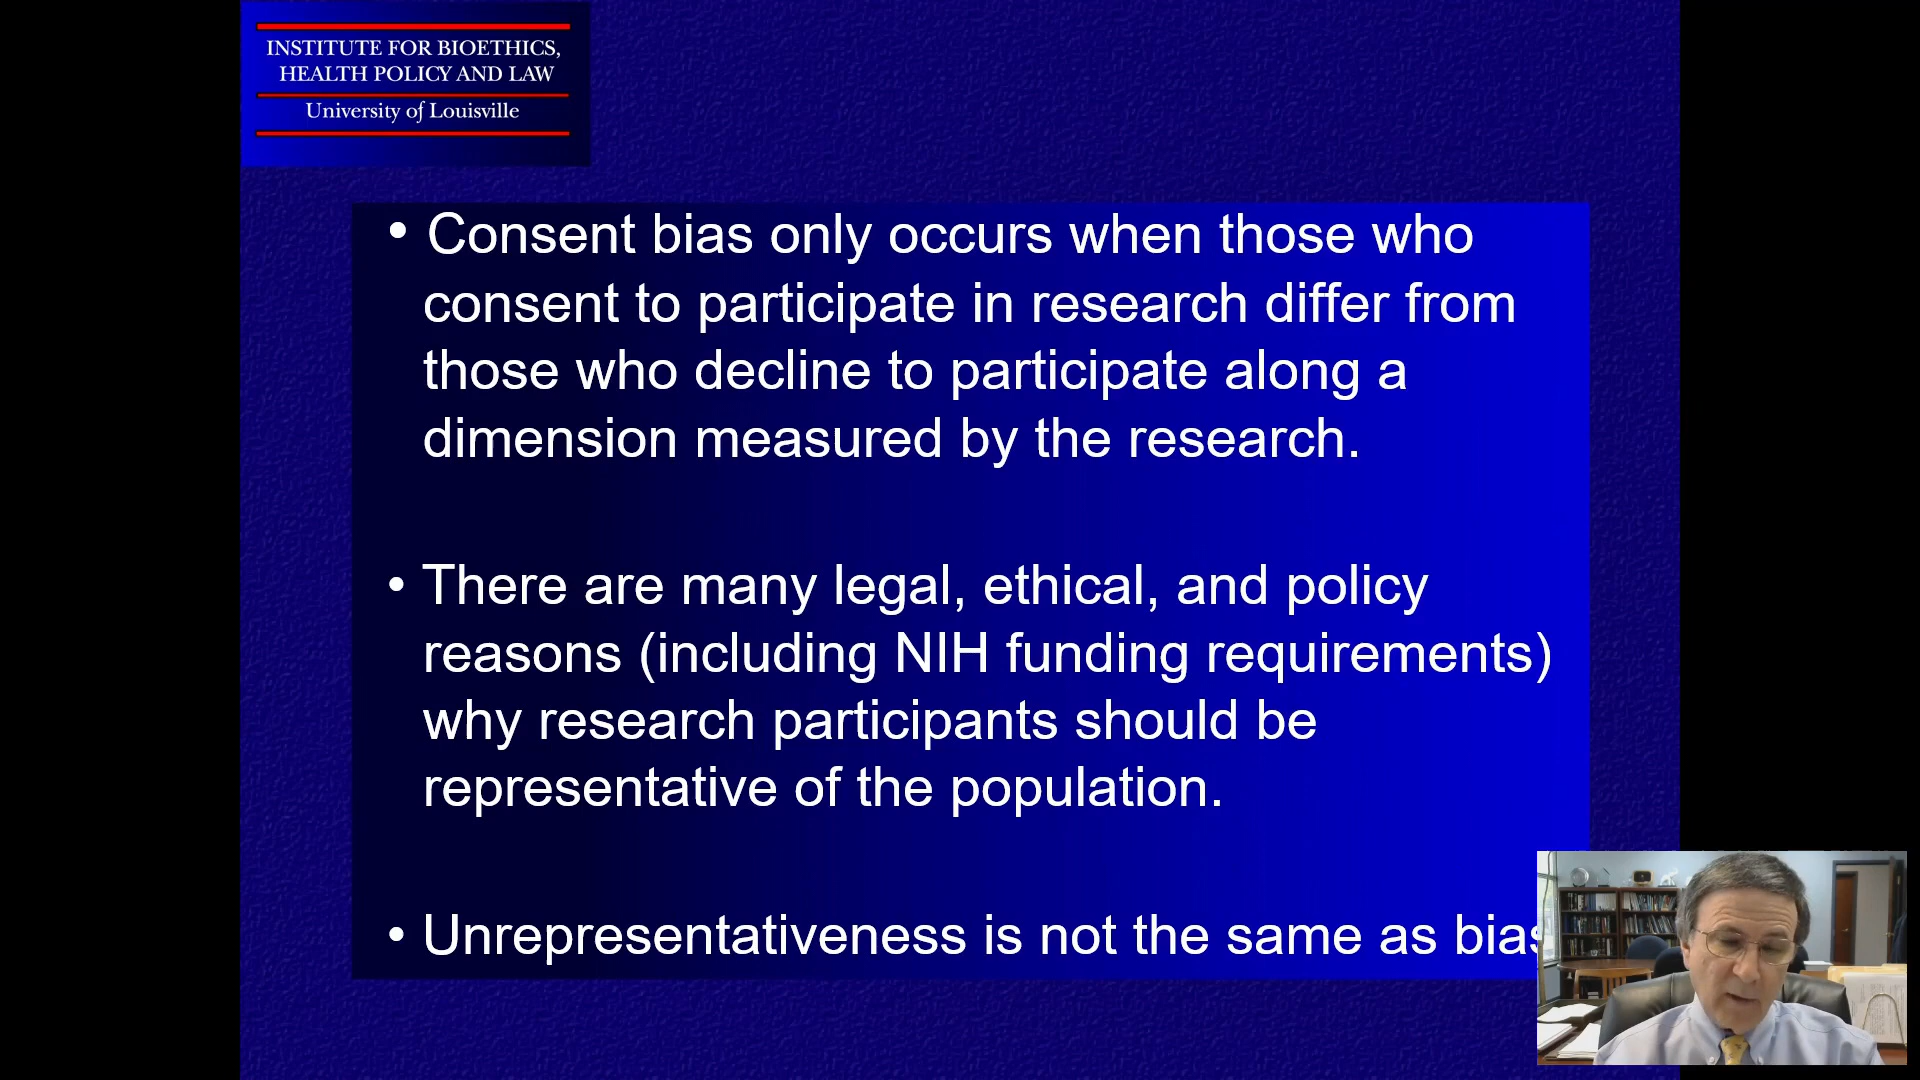 INSTITUTE FOR BIOETHICS,
HEALTH POLICY AND LAW
University of Louisville
• Consent bias only occurs when those who
consent to participate in research differ from
those who decline to participate along a
dimension measured by the research.
• There are many legal, ethical, and policy
reasons (including NIH funding requirements)
why research participants should be
representative of the population.
• Unrepresentativeness is not the same as bias